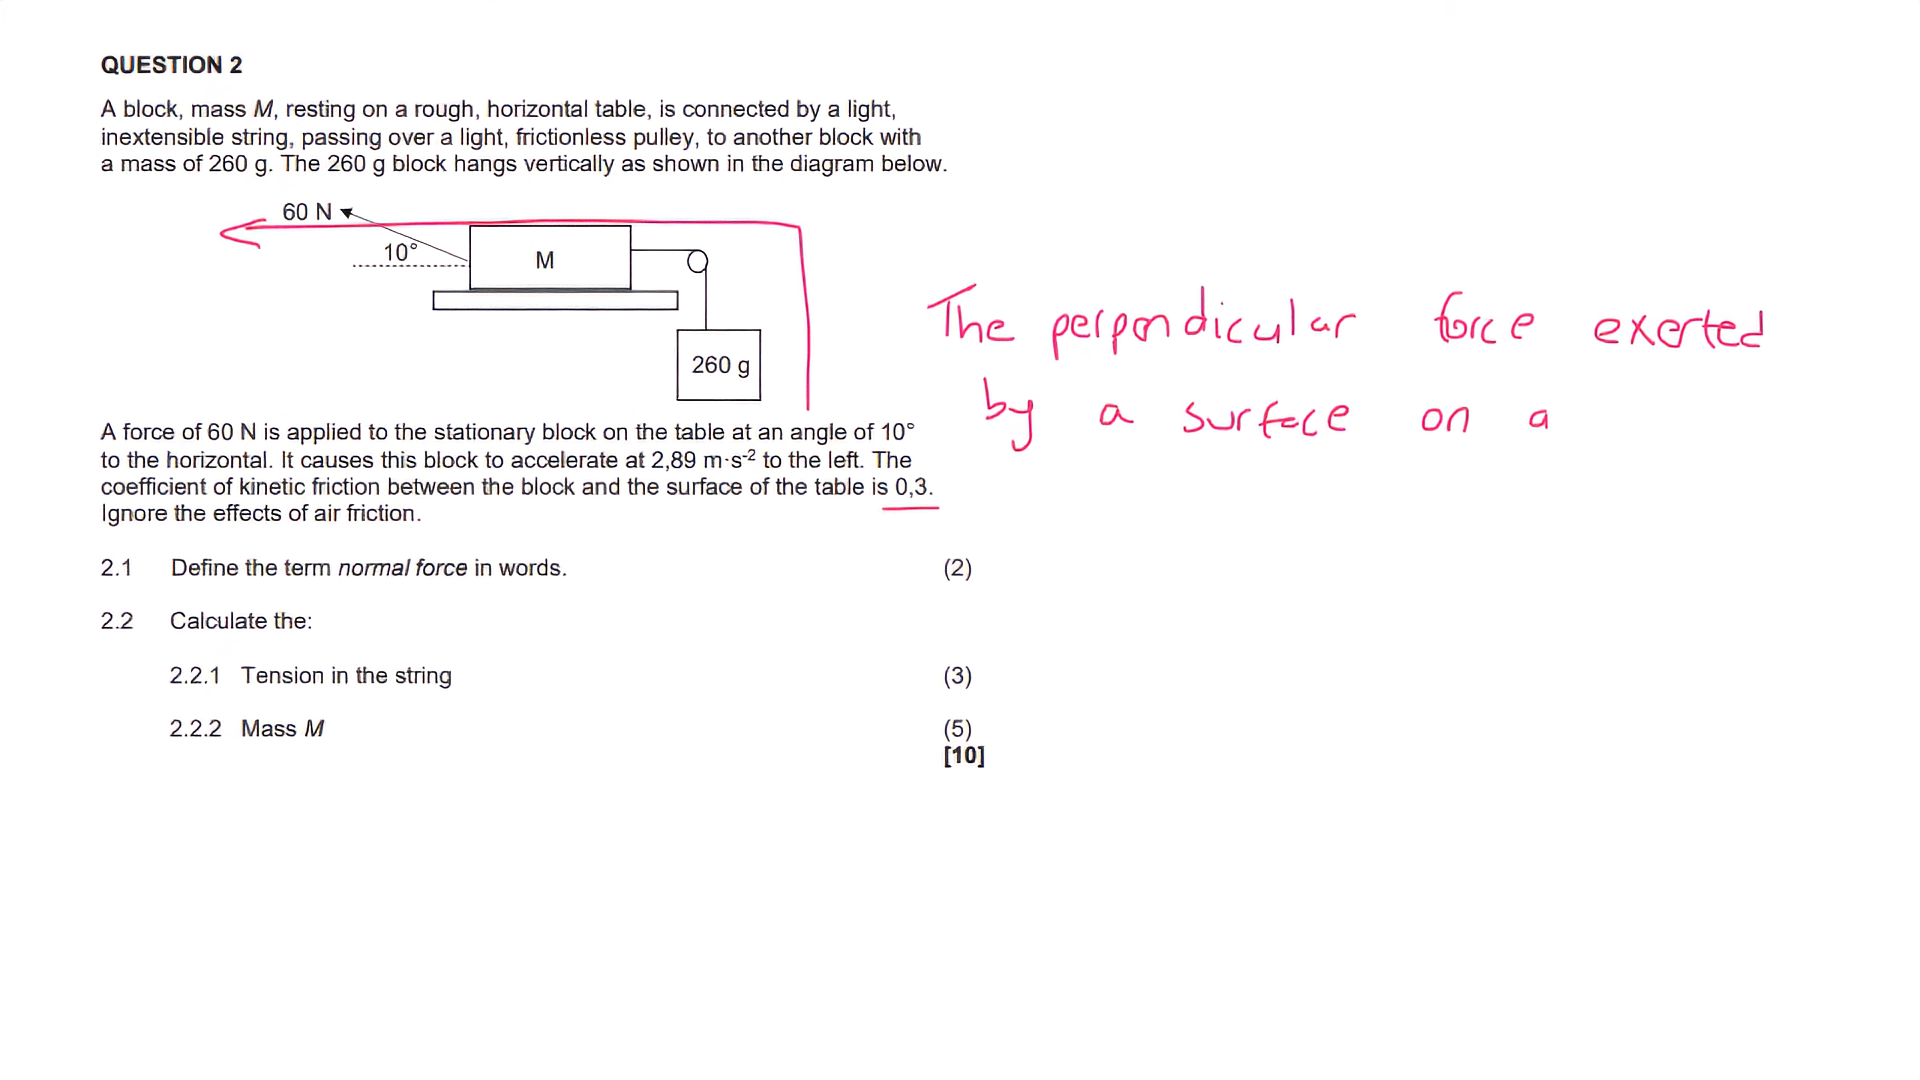 QUESTION 2
A block, mass M, resting on a rough, horizontal table, is connected by a light,
inextensible string, passing over a light, frictionless pulley, to another block with
a mass of 260 g. The 260 g block hangs vertically as shown in the diagram below.
60 N
10°
M
260 g
The perpendicular force exerted
by a surface on a
A force of 60 N is applied to the stationary block on the table at an angle of 10°
to the horizontal. It causes this block to accelerate at 2,89 m·s⁻² to the left. The
coefficient of kinetic friction between the block and the surface of the table is 0,3.
Ignore the effects of air friction.
2.1 Define the term normal force in words. (2)
2.2 Calculate the:
2.2.1 Tension in the string (3)
2.2.2 Mass M (5)
[10]